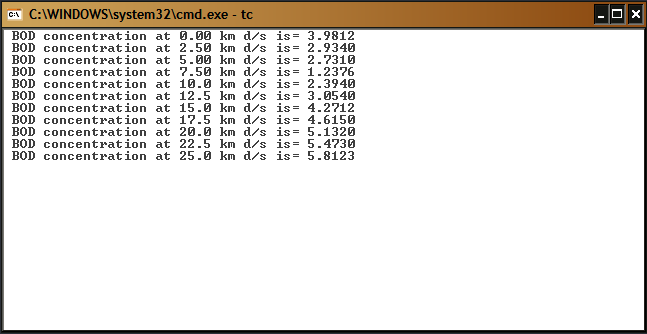 C:\WINDOWS\system32\cmd.exe - tc
BOD concentration at 0.00 km d/s is= 3.9812
BOD concentration at 2.50 km d/s is= 2.9340
BOD concentration at 5.00 km d/s is= 2.7310
BOD concentration at 7.50 km d/s is= 1.2376
BOD concentration at 10.0 km d/s is= 2.3940
BOD concentration at 12.5 km d/s is= 3.0540
BOD concentration at 15.0 km d/s is= 4.2712
BOD concentration at 17.5 km d/s is= 4.6150
BOD concentration at 20.0 km d/s is= 5.1320
BOD concentration at 22.5 km d/s is= 5.4730
BOD concentration at 25.0 km d/s is= 5.8123